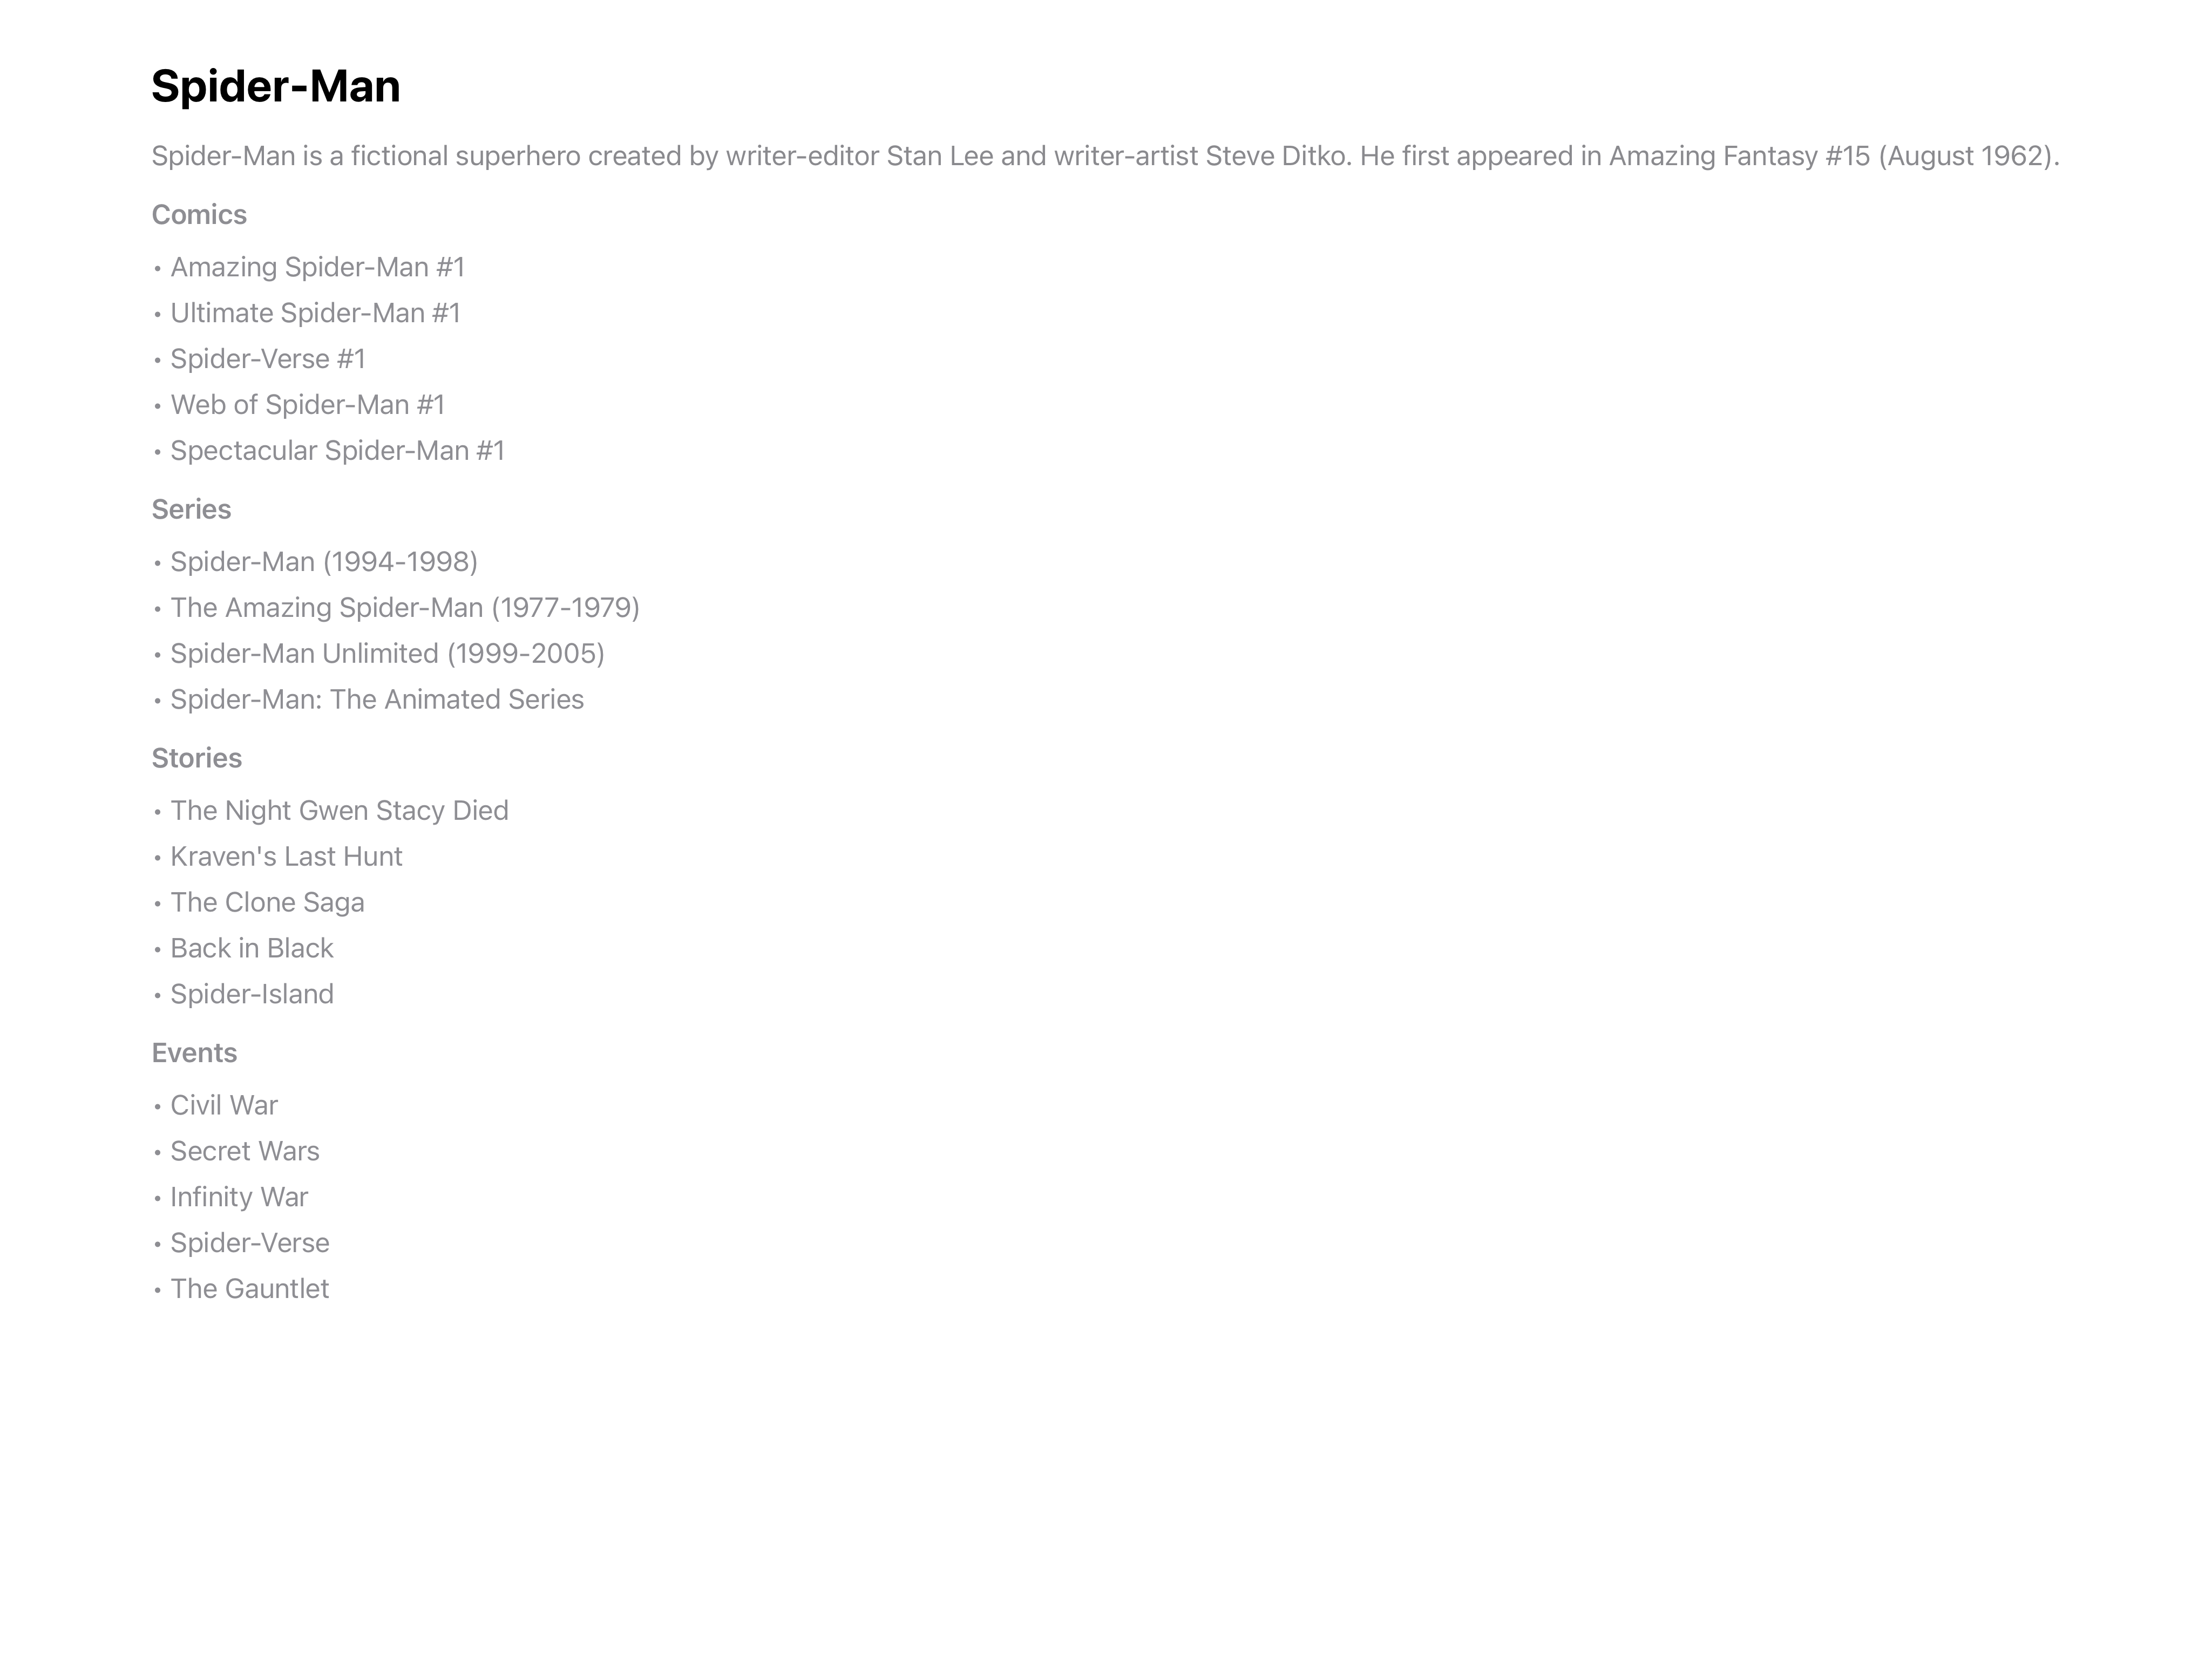 Spider-Man
Spider-Man is a fictional superhero created by writer-editor Stan Lee and writer-artist Steve Ditko. He first appeared in Amazing Fantasy #15 (August 1962).
Comics
• Amazing Spider-Man #1
• Ultimate Spider-Man #1
• Spider-Verse #1
• Web of Spider-Man #1
• Spectacular Spider-Man #1
Series
• Spider-Man (1994-1998)
• The Amazing Spider-Man (1977-1979)
• Spider-Man Unlimited (1999-2005)
• Spider-Man: The Animated Series
Stories
• The Night Gwen Stacy Died
• Kraven's Last Hunt
• The Clone Saga
• Back in Black
• Spider-Island
Events
• Civil War
• Secret Wars
• Infinity War
• Spider-Verse
• The Gauntlet